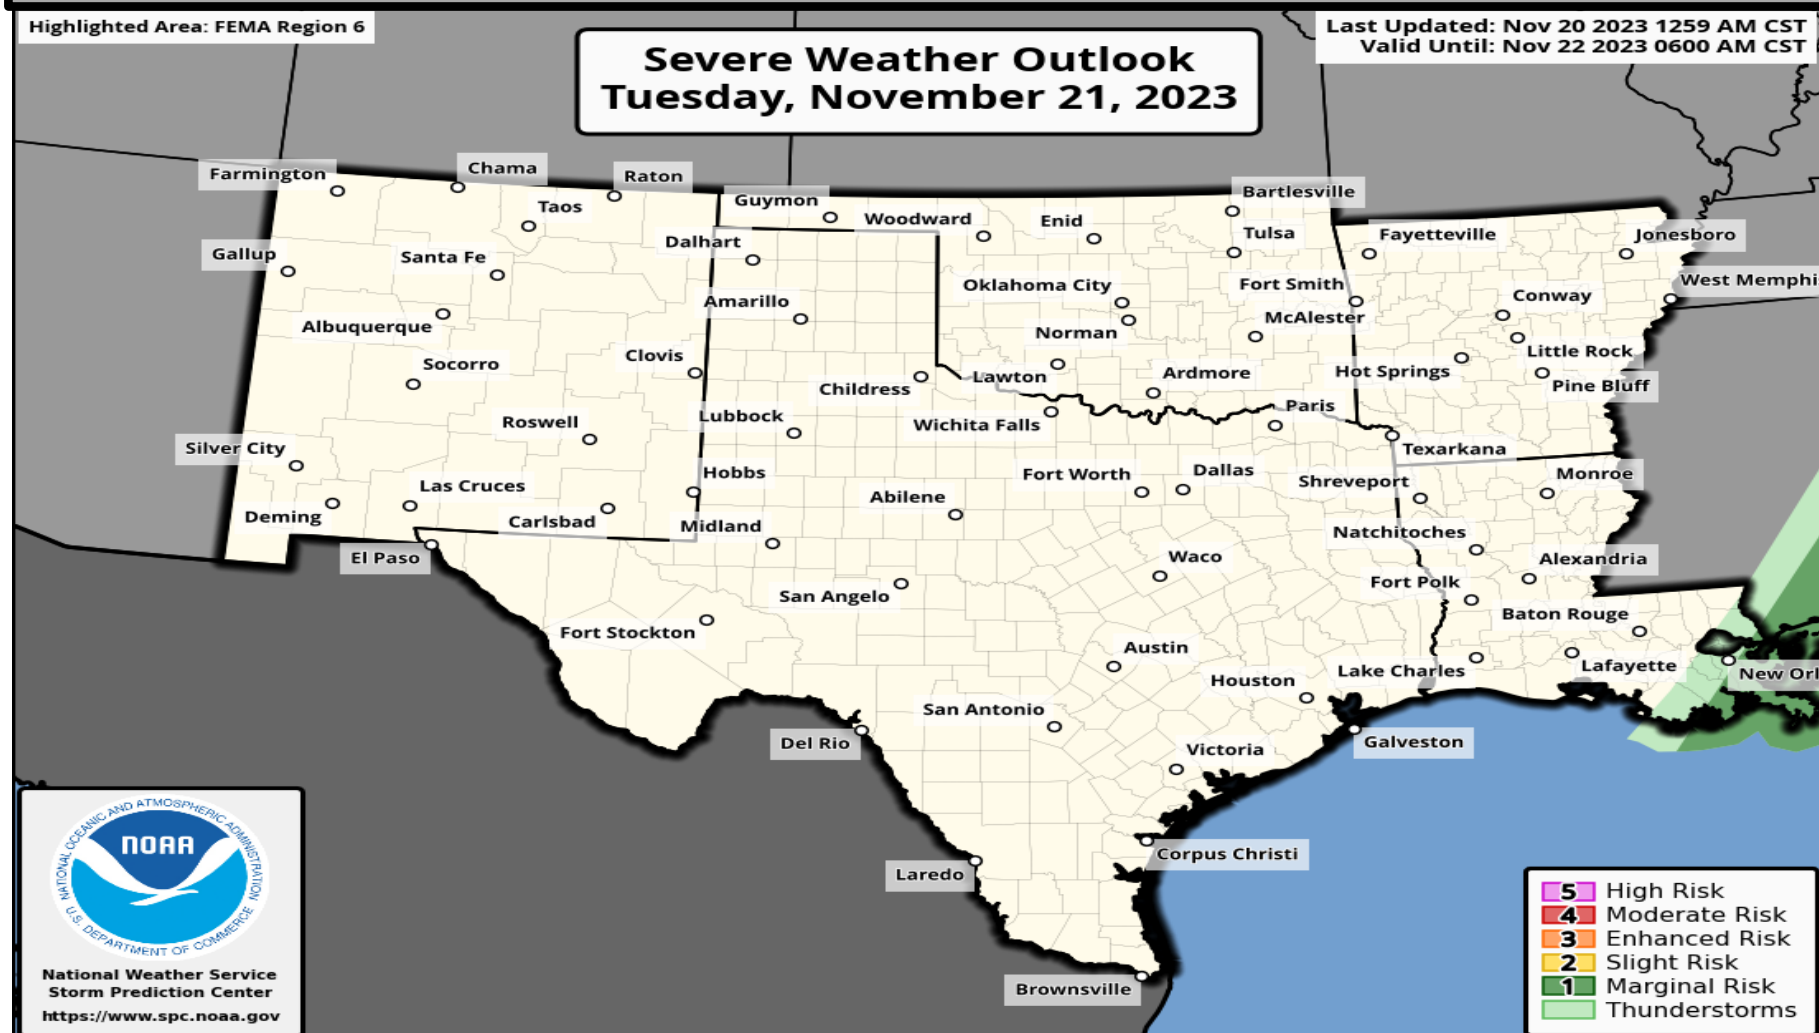 Highlighted Area: FEMA Region 6
Severe Weather Outlook
Tuesday, November 21, 2023
Last Updated: Nov 20 2023 1259 AM CST
Valid Until: Nov 22 2023 0600 AM CST
Farmington
Chama
Raton
Taos
Guymon
Woodward
Enid
Bartlesville
Tulsa
Fayetteville
Jonesboro
Gallup
Santa Fe
Dalhart
Oklahoma City
Fort Smith
Conway
West Memphi
Albuquerque
Amarillo
Norman
McAlester
Little Rock
Socorro
Clovis
Childress
Lawton
Ardmore
Hot Springs
Pine Bluff
Roswell
Lubbock
Wichita Falls
Paris
Texarkana
Silver City
Las Cruces
Hobbs
Abilene
Fort Worth
Dallas
Shreveport
Monroe
Deming
Carlsbad
Midland
Natchitoches
El Paso
Waco
Alexandria
San Angelo
Fort Polk
Baton Rouge
Fort Stockton
Austin
Lake Charles
Lafayette
New Orl
Houston
San Antonio
Del Rio
Victoria
Galveston
Laredo
Corpus Christi
Brownsville
NATIONAL OCEANIC AND ATMOSPHERIC ADMINISTRATION
NOAA
U.S. DEPARTMENT OF COMMERCE
National Weather Service
Storm Prediction Center
https://www.spc.noaa.gov
5 High Risk
4 Moderate Risk
3 Enhanced Risk
2 Slight Risk
1 Marginal Risk
Thunderstorms